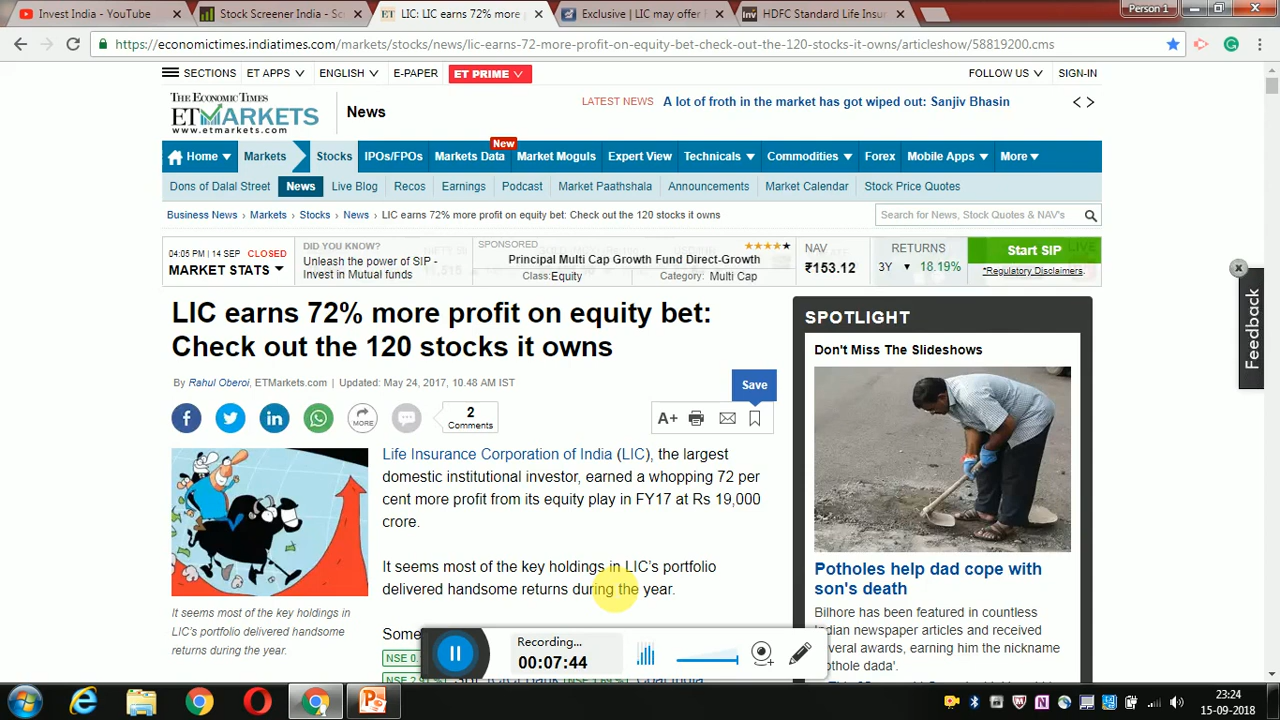 Invest India - YouTube
Stock Screener India - Sc
LIC: LIC earns 72% more
Exclusive | LIC may offer
HDFC Standard Life Insur
Person 1
https://economictimes.indiatimes.com/markets/stocks/news/lic-earns-72-more-profit-on-equity-bet-check-out-the-120-stocks-it-owns/articleshow/58819200.cms
SECTIONS ET APPS ENGLISH E-PAPER ET PRIME FOLLOW US SIGN-IN
THE ECONOMIC TIMES
ETMARKETS
www.etmarkets.com
News
LATEST NEWS A lot of froth in the market has got wiped out: Sanjiv Bhasin
New
Home Markets Stocks IPOs/FPOs Markets Data Market Moguls Expert View Technicals Commodities Forex Mobile Apps More
Dons of Dalal Street News Live Blog Recos Earnings Podcast Market Paathshala Announcements Market Calendar Stock Price Quotes
Business News › Markets › Stocks › News › LIC earns 72% more profit on equity bet: Check out the 120 stocks it owns
Search for News, Stock Quotes & NAV's
04:05 PM | 14 SEP CLOSED
MARKET STATS
DID YOU KNOW?
Unleash the power of SIP -
Invest in Mutual funds
SPONSORED
Principal Multi Cap Growth Fund Direct-Growth
Class:Equity Category: Multi Cap
NAV
₹153.12
RETURNS
3Y 18.19%
Start SIP
*Regulatory Disclaimers.
LIC earns 72% more profit on equity bet:
Check out the 120 stocks it owns
By Rahul Oberoi, ETMarkets.com | Updated: May 24, 2017, 10.48 AM IST
Save
MORE
2
Comments
A+
Life Insurance Corporation of India (LIC), the largest
domestic institutional investor, earned a whopping 72 per
cent more profit from its equity play in FY17 at Rs 19,000
crore.
It seems most of the key holdings in LIC's portfolio
delivered handsome returns during the year.
It seems most of the key holdings in
LIC's portfolio delivered handsome
returns during the year.
SPOTLIGHT
Don't Miss The Slideshows
Potholes help dad cope with
son's death
Bilhore has been featured in countless
Indian newspaper articles and received
several awards, earning him the nickname
'pothole dada'.
Feedback
Recording...
00:07:44
23:24
15-09-2018